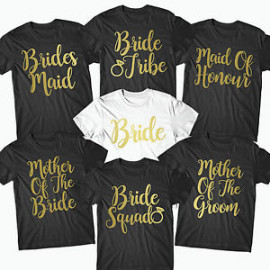 Brides
Maid
Bride
Tribe
Maid Of
Honour
Bride
Mother
Of The
Bride
Bride
Squad
Mother
Of The
Groom